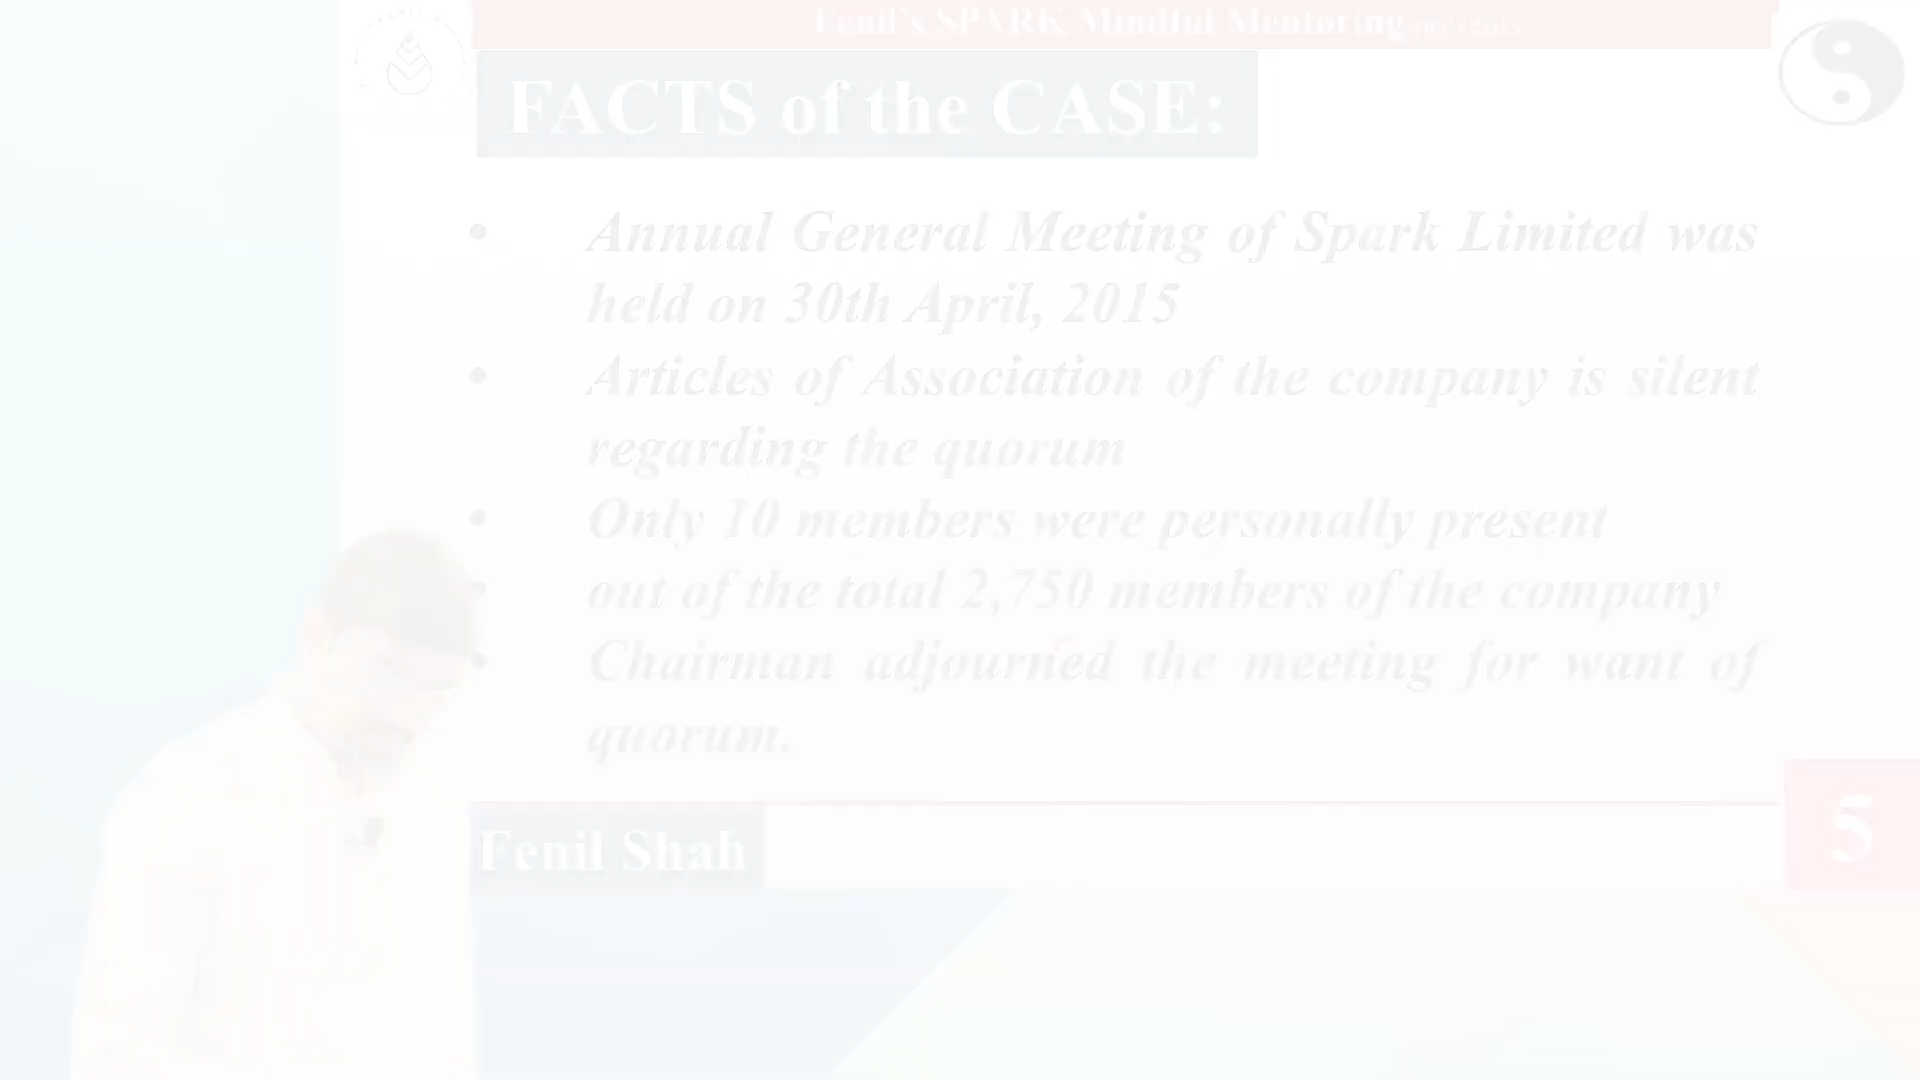 Fenil's SPARK Mindful Mentoring presents
FACTS of the CASE:
• Annual General Meeting of Spark Limited was
held on 30th April, 2015
• Articles of Association of the company is silent
regarding the quorum
• Only 10 members were personally present
• out of the total 2,750 members of the company
• Chairman adjourned the meeting for want of
quorum.
Fenil Shah
5